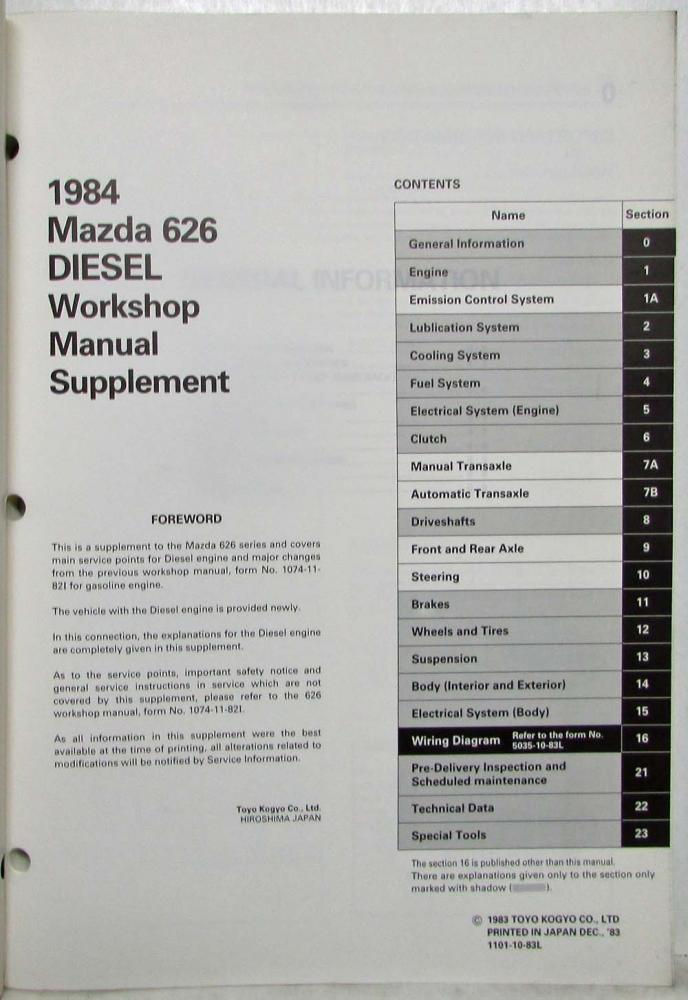 1984
Mazda 626
DIESEL
Workshop
Manual
Supplement
FOREWORD
This is a supplement to the Mazda 626 series and covers
main service points for Diesel engine and major changes
from the previous workshop manual, form No. 1074-11-
82I for gasoline engine.
The vehicle with the Diesel engine is provided newly.
In this connection, the explanations for the Diesel engine
are completely given in this supplement.
As to the service points, important safety notice and
general service instructions in service which are not
covered by this supplement, please refer to the 626
workshop manual, form No. 1074-11-82I.
As all information in this supplement were the best
available at the time of printing, all alterations related to
modifications will be notified by Service Information.
Toyo Kogyo Co., Ltd.
HIROSHIMA JAPAN
CONTENTS
Name Section
General Information 0
Engine 1
Emission Control System 1A
Lublication System 2
Cooling System 3
Fuel System 4
Electrical System (Engine) 5
Clutch 6
Manual Transaxle 7A
Automatic Transaxle 7B
Driveshafts 8
Front and Rear Axle 9
Steering 10
Brakes 11
Wheels and Tires 12
Suspension 13
Body (Interior and Exterior) 14
Electrical System (Body) 15
Wiring Diagram Refer to the form No. 16
5035-10-83L
Pre-Delivery Inspection and
Scheduled maintenance 21
Technical Data 22
Special Tools 23
The section 16 is published other than this manual.
There are explanations given only to the section only
marked with shadow ( ).
© 1983 TOYO KOGYO CO., LTD
PRINTED IN JAPAN DEC., '83
1101-10-83L